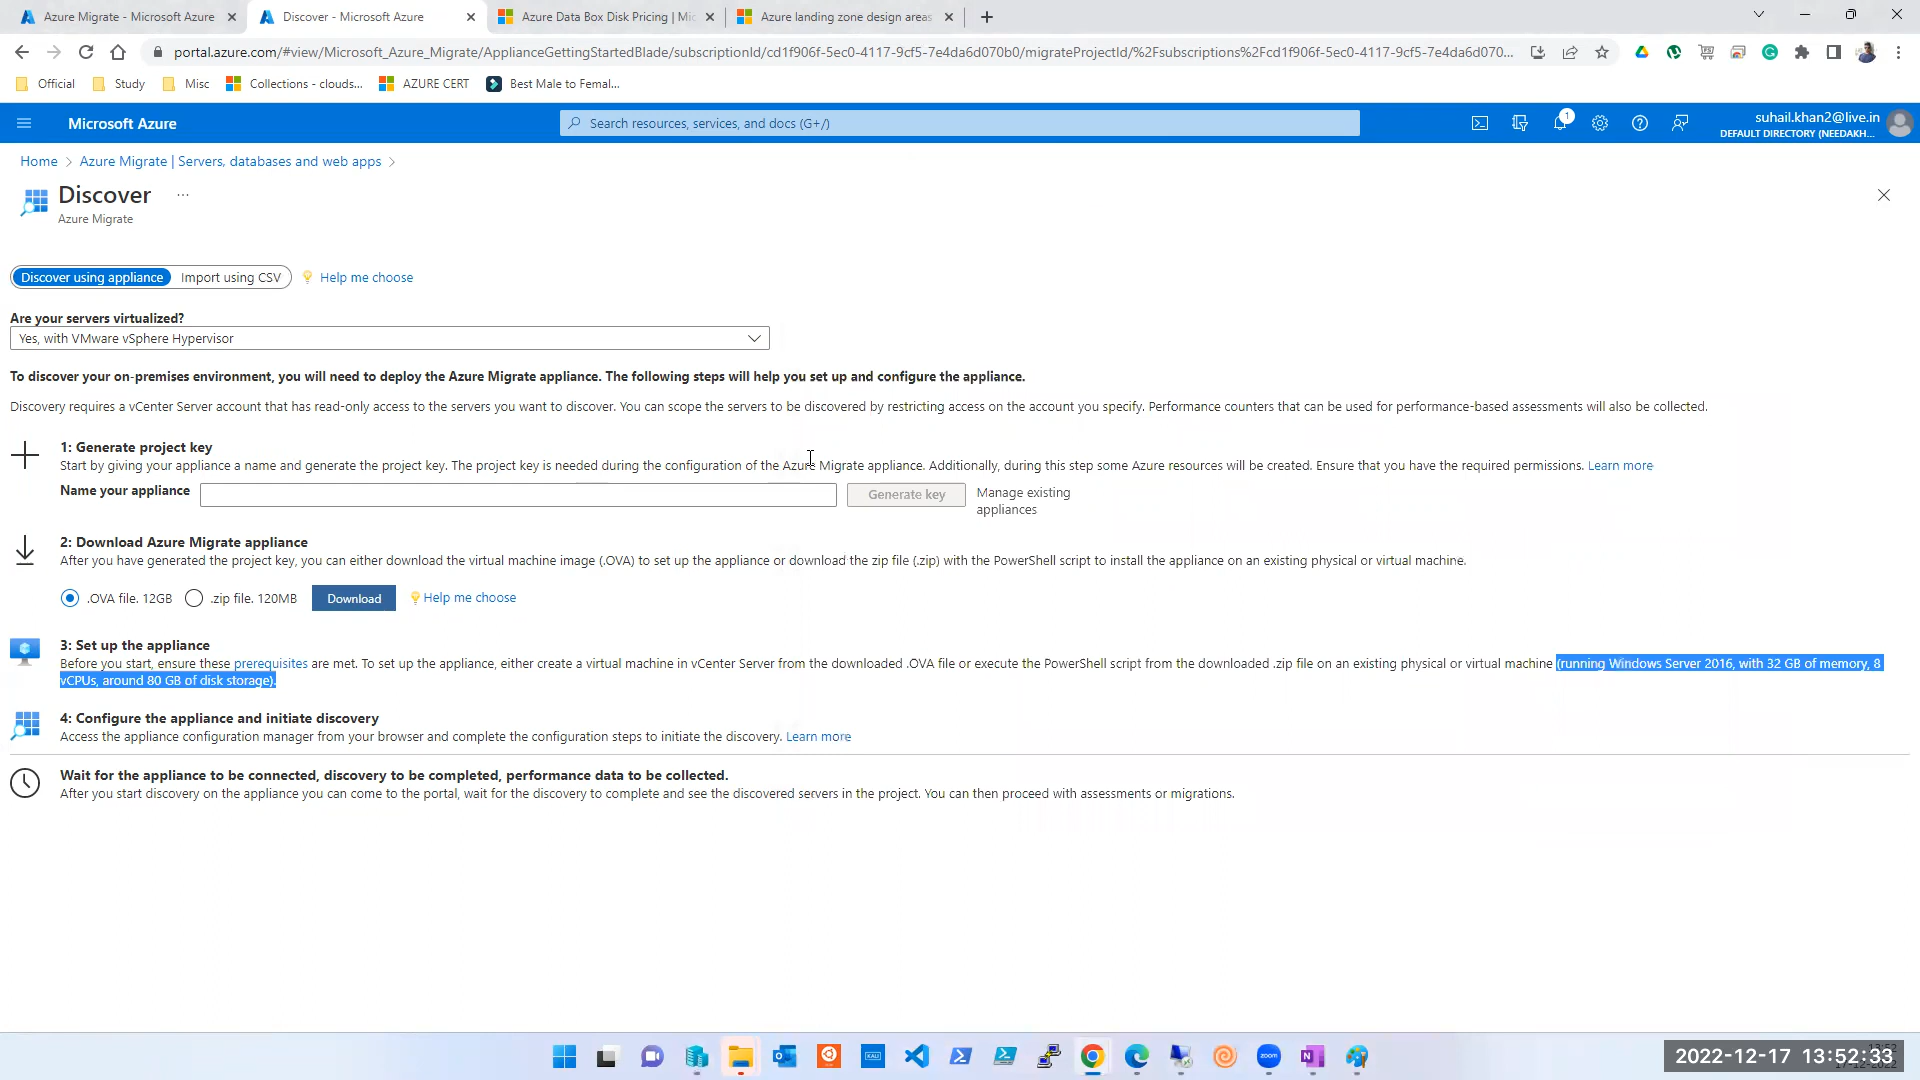 Azure Migrate - Microsoft Azure
Discover - Microsoft Azure
Azure Data Box Disk Pricing | Mic
Azure landing zone design areas
portal.azure.com/#view/Microsoft_Azure_Migrate/ApplianceGettingStartedBlade/subscriptionId/cd1f906f-5ec0-4117-9cf5-7e4da6d070b0/migrateProjectId/%2Fsubscriptions%2Fcd1f906f-5ec0-4117-9cf5-7e4da6d070...
Official
Study
Misc
Collections - clouds...
AZURE CERT
Best Male to Femal...
Microsoft Azure
Search resources, services, and docs (G+/)
1
suhail.khan2@live.in
DEFAULT DIRECTORY (NEEDAKH...
Home > Azure Migrate | Servers, databases and web apps >
Discover ...
Azure Migrate
Discover using appliance
Import using CSV
Help me choose
Are your servers virtualized?
Yes, with VMware vSphere Hypervisor
To discover your on-premises environment, you will need to deploy the Azure Migrate appliance. The following steps will help you set up and configure the appliance.
Discovery requires a vCenter Server account that has read-only access to the servers you want to discover. You can scope the servers to be discovered by restricting access on the account you specify. Performance counters that can be used for performance-based assessments will also be collected.
1: Generate project key
Start by giving your appliance a name and generate the project key. The project key is needed during the configuration of the Azure Migrate appliance. Additionally, during this step some Azure resources will be created. Ensure that you have the required permissions. Learn more
Name your appliance
Generate key
Manage existing
appliances
2: Download Azure Migrate appliance
After you have generated the project key, you can either download the virtual machine image (.OVA) to set up the appliance or download the zip file (.zip) with the PowerShell script to install the appliance on an existing physical or virtual machine.
.OVA file. 12GB
.zip file. 120MB
Download
Help me choose
3: Set up the appliance
Before you start, ensure these prerequisites are met. To set up the appliance, either create a virtual machine in vCenter Server from the downloaded .OVA file or execute the PowerShell script from the downloaded .zip file on an existing physical or virtual machine (running Windows Server 2016, with 32 GB of memory, 8
vCPUs, around 80 GB of disk storage).
4: Configure the appliance and initiate discovery
Access the appliance configuration manager from your browser and complete the configuration steps to initiate the discovery. Learn more
Wait for the appliance to be connected, discovery to be completed, performance data to be collected.
After you start discovery on the appliance you can come to the portal, wait for the discovery to complete and see the discovered servers in the project. You can then proceed with assessments or migrations.
KALI
zoom
N
2022-12-17 13:52:33